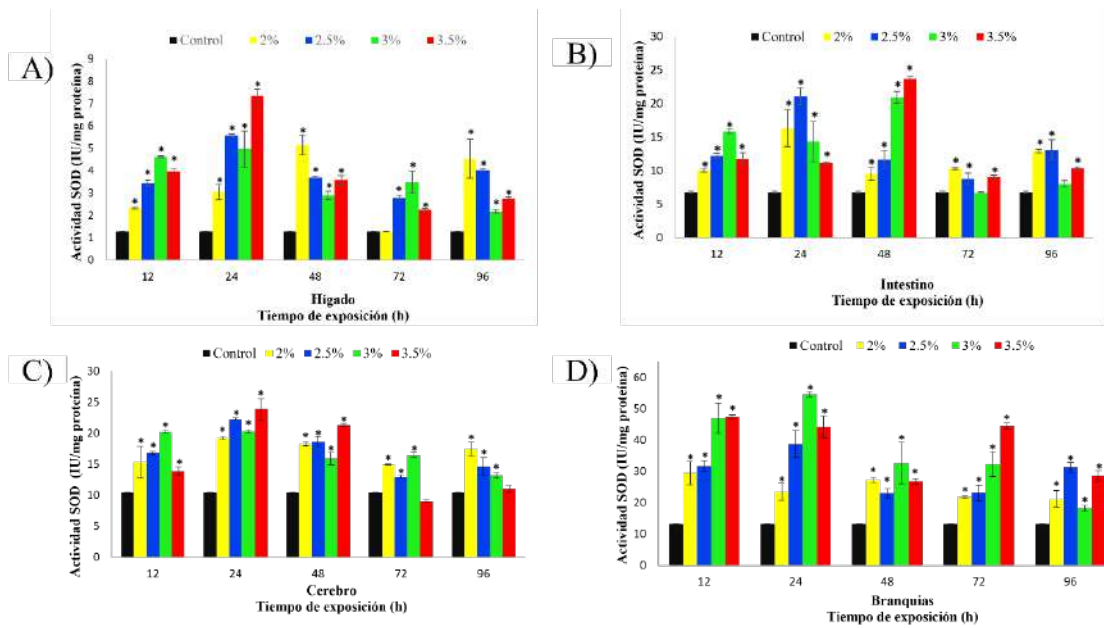 A)
Control 2% 2.5% 3% 3.5%
Actividad SOD (IU/mg proteína)
9
8
7
6
5
4
3
2
1
0
* * * *
* * * *
* * * *
* * *
* * * *
12 24 48 72 96
Hígado
Tiempo de exposición (h)
B)
Control 2% 2.5% 3% 3.5%
Actividad SOD (IU/mg proteína)
30
25
20
15
10
5
0
* * * *
* * * *
* * * *
* * *
* * *
12 24 48 72 96
Intestino
Tiempo de exposición (h)
C)
Control 2% 2.5% 3% 3.5%
Actividad SOD (IU/mg proteína)
30
25
20
15
10
5
0
* * * *
* * * *
* * * *
* * *
* * *
12 24 48 72 96
Cerebro
Tiempo de exposición (h)
D)
Control 2% 2.5% 3% 3.5%
Actividad SOD (IU/mg proteína)
60
50
40
30
20
10
0
* * * *
* * * *
* * * *
* * * *
* * * *
12 24 48 72 96
Branquias
Tiempo de exposición (h)